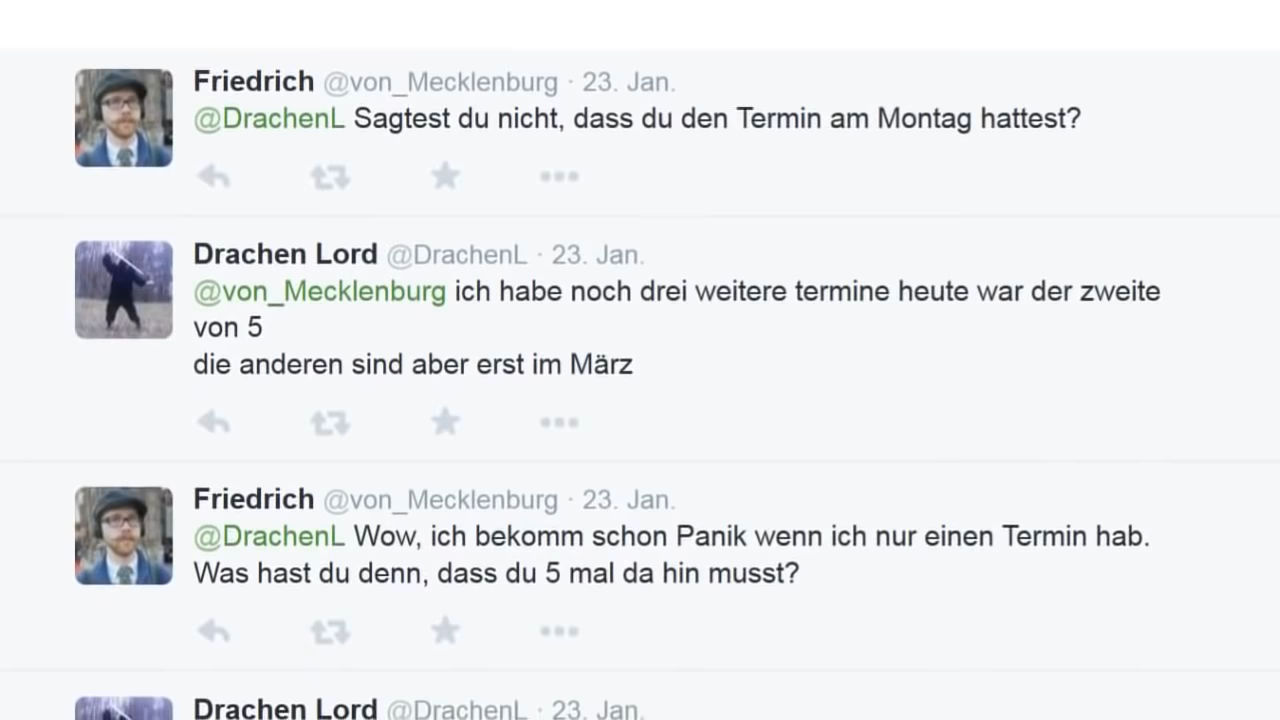 Friedrich @von_Mecklenburg · 23. Jan.
@DrachenL Sagtest du nicht, dass du den Termin am Montag hattest?
Drachen Lord @DrachenL · 23. Jan.
@von_Mecklenburg ich habe noch drei weitere termine heute war der zweite
von 5
die anderen sind aber erst im März
Friedrich @von_Mecklenburg · 23. Jan.
@DrachenL Wow, ich bekomm schon Panik wenn ich nur einen Termin hab.
Was hast du denn, dass du 5 mal da hin musst?
Drachen Lord @DrachenL · 23. Jan.